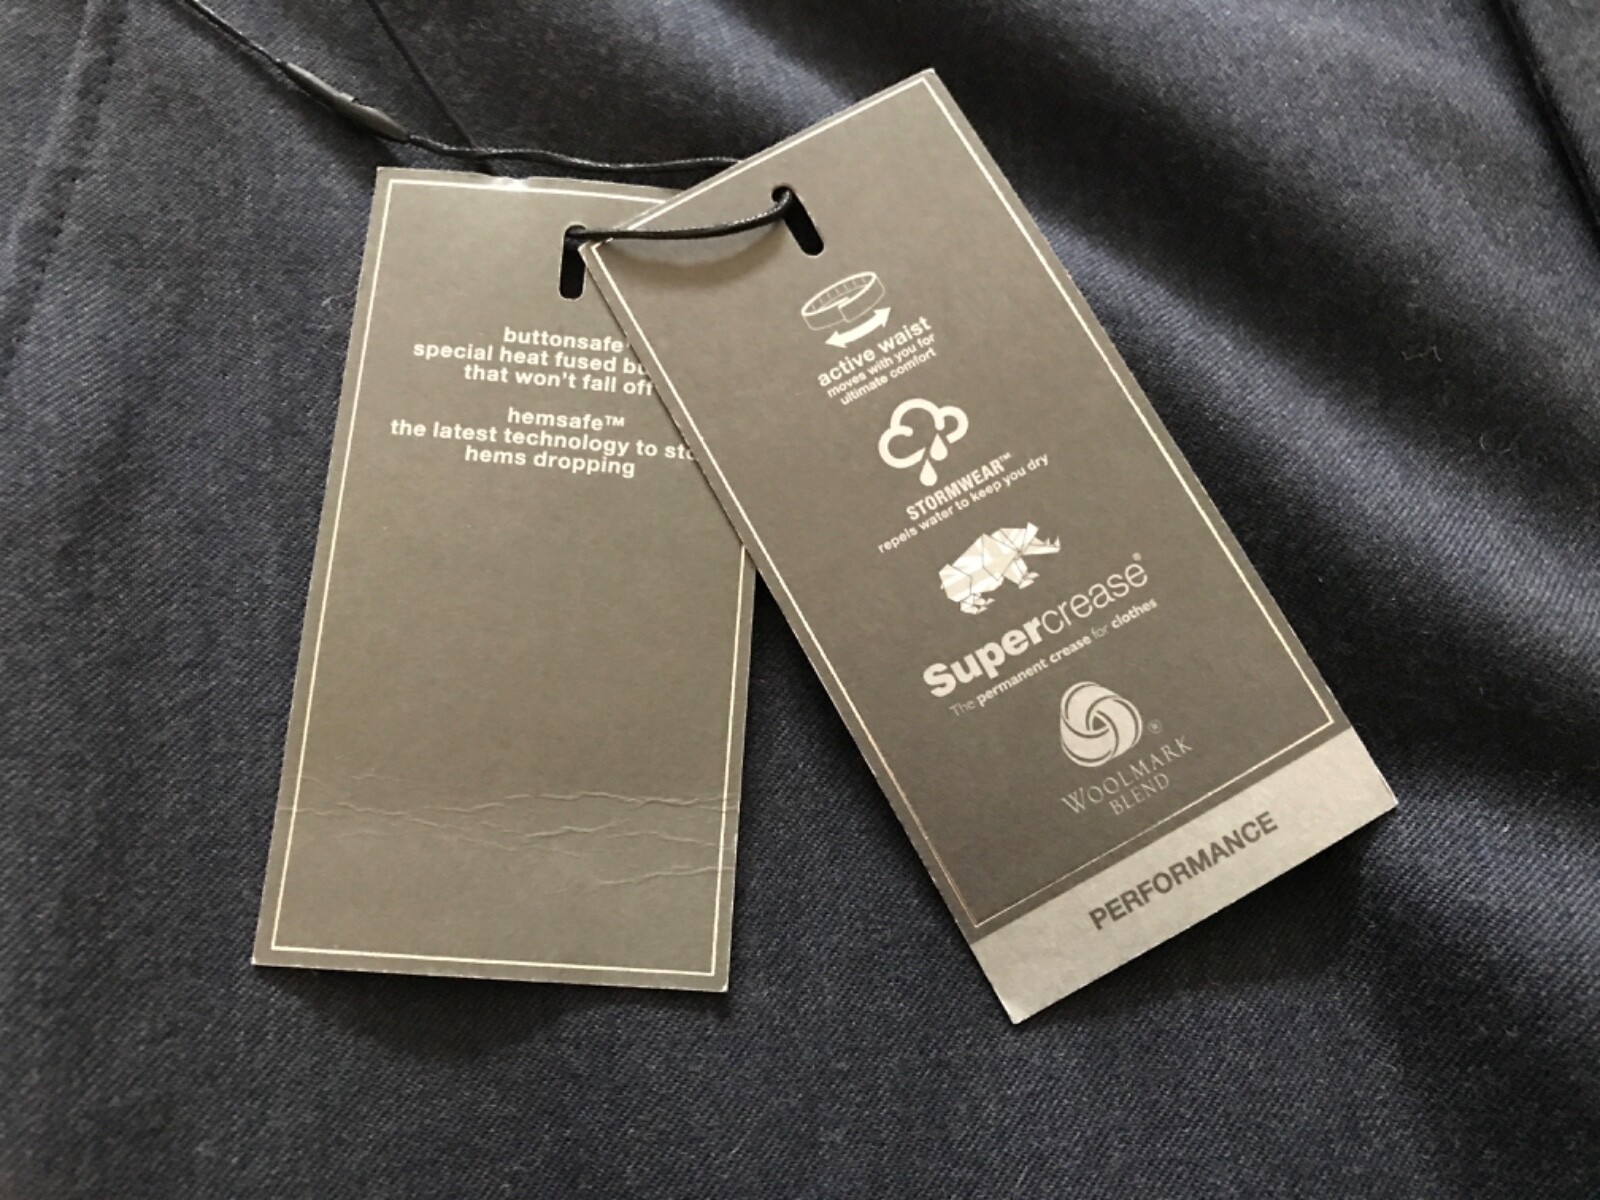 buttonsafe
special heat fused
that won't fall off
hemsafe™
the latest technology to
hems dropping
active waist
moves with you for
ultimate comfort
STORMWEAR™
repels water to keep you dry
Supercrease®
The permanent crease for clothes
®
WOOLMARK
BLEND
PERFORMANCE